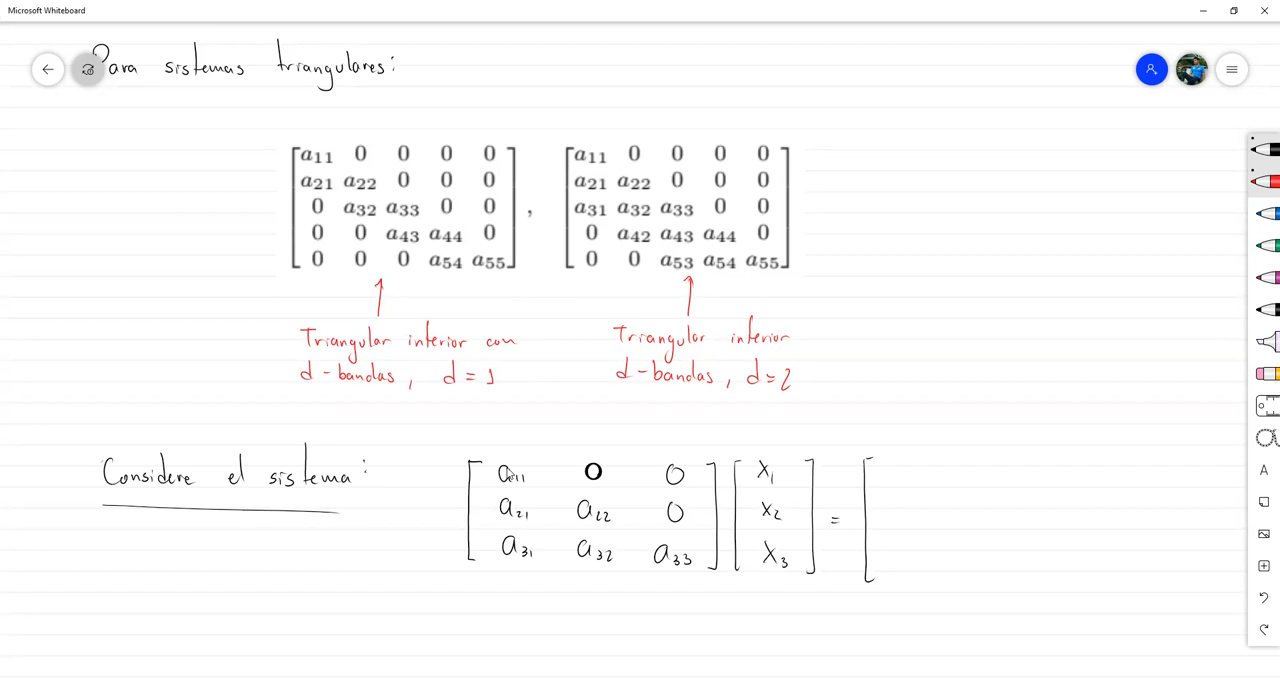 Microsoft Whiteboard
Para sistemas triangulares:
a11 0 0 0 0
a21 a22 0 0 0
0 a32 a33 0 0
0 0 a43 a44 0
0 0 0 a54 a55
,
a11 0 0 0 0
a21 a22 0 0 0
a31 a32 a33 0 0
0 a42 a43 a44 0
0 0 a53 a54 a55
Triangular inferior con
d-bandas, d=1
Triangular inferior
d-bandas, d=2
Considere el sistema:
a11 0 0 x1
a21 a22 0 x2 =
a31 a32 a33 x3
A